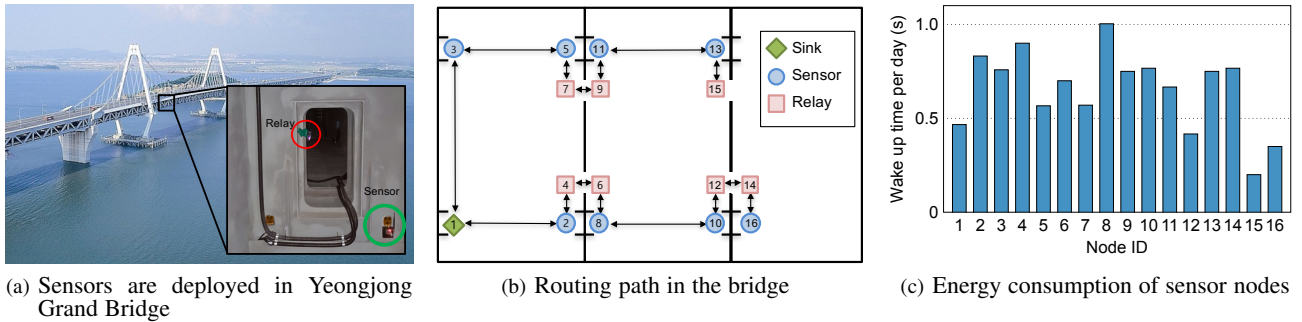 Relay
Sensor
(a) Sensors are deployed in Yeongjong
Grand Bridge
3
5
11
13
7
9
15
4
6
12
14
1
2
8
10
16
Sink
Sensor
Relay
(b) Routing path in the bridge
Wake up time per day (s)
1.0
0.5
0
1 2 3 4 5 6 7 8 9 10 11 12 13 14 15 16
Node ID
(c) Energy consumption of sensor nodes